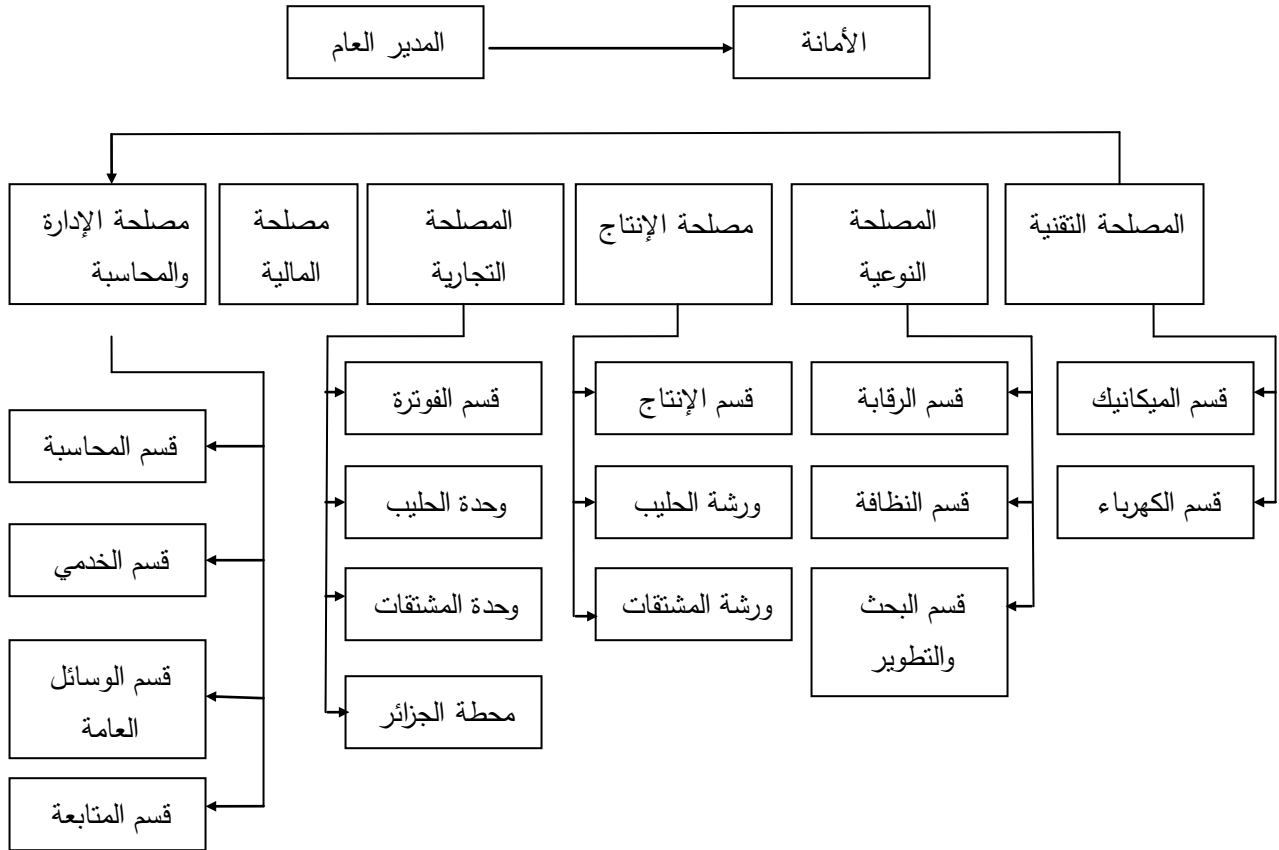 المدير العام
الأمانة
المصلحة التقنية
المصلحة
النوعية
مصلحة الإنتاج
المصلحة
التجارية
مصلحة
المالية
مصلحة الإدارة
والمحاسبة
قسم الميكانيك
قسم الكهرباء
قسم الرقابة
قسم النظافة
قسم البحث
والتطوير
قسم الإنتاج
ورشة الحليب
ورشة المشتقات
قسم الفوترة
وحدة الحليب
وحدة المشتقات
محطة الجزائر
قسم المحاسبة
قسم الخدمي
قسم الوسائل
العامة
قسم المتابعة